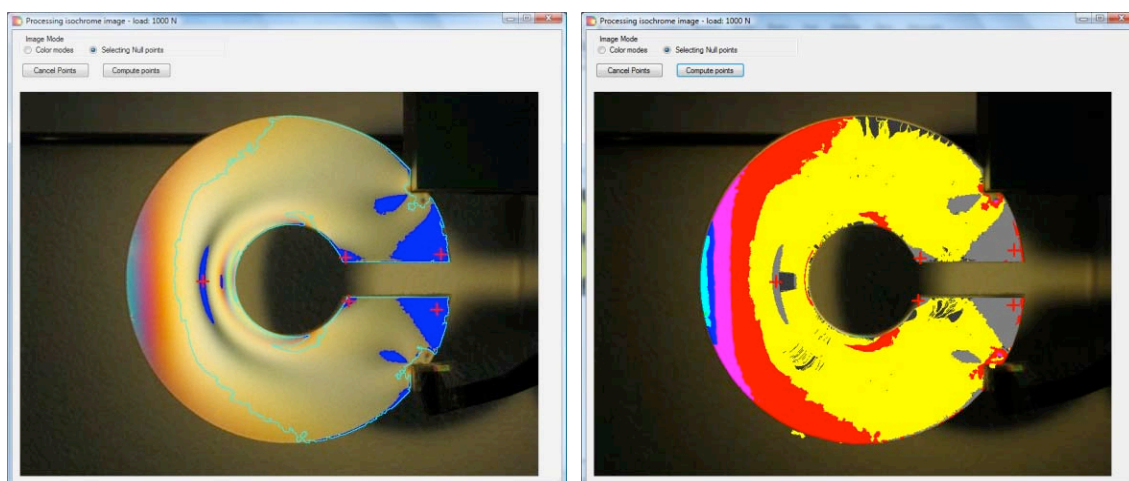 Processing isochrome image - load: 1000 N
Image Mode
Color modes Selecting Null points
Cancel Points Compute points
Processing isochrome image - load: 1000 N
Image Mode
Color modes Selecting Null points
Cancel Points Compute points